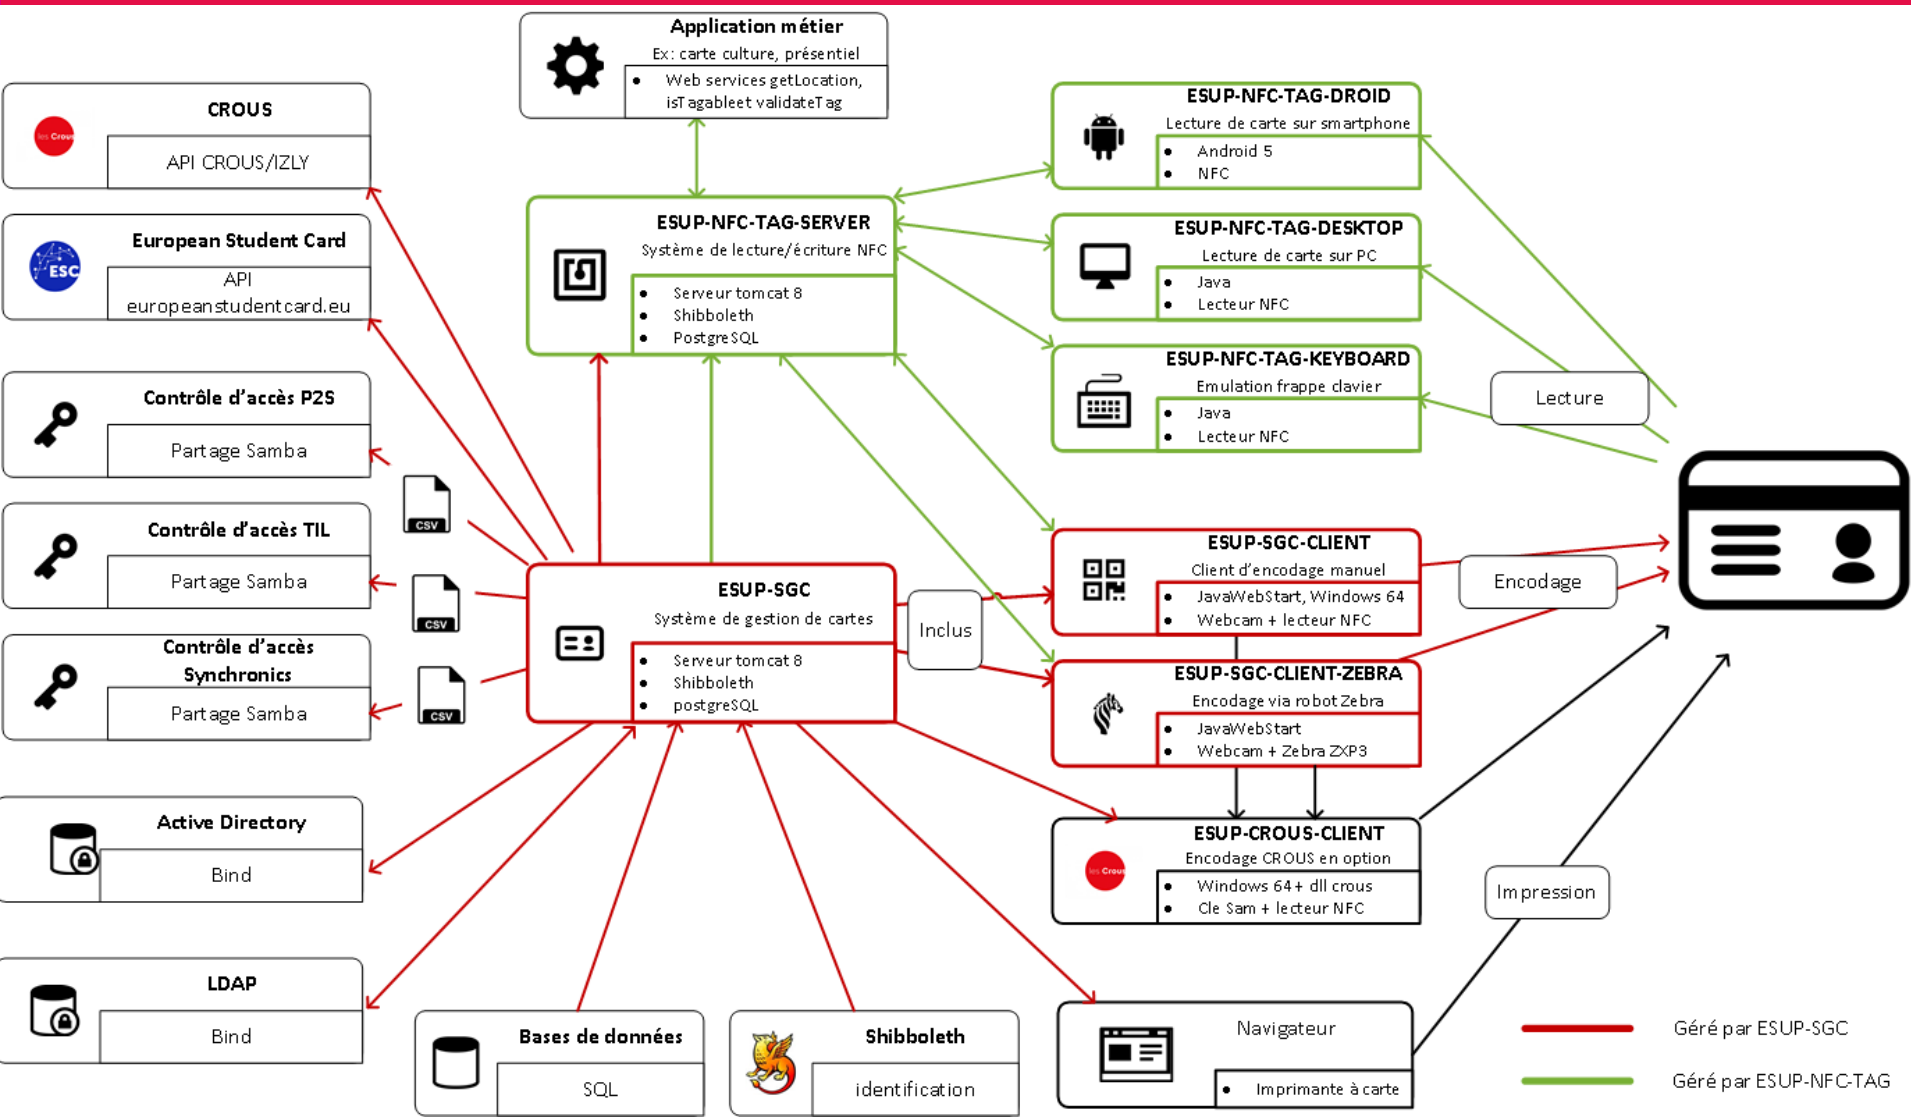 Application métier
Ex: carte culture, présentiel
Web services getLocation,
isTagableet validateTag
CROUS
les Crous
API CROUS/IZLY
European Student Card
ESC
API
europeanstudentcard.eu
Contrôle d'accès P2S
Partage Samba
CSV
Contrôle d'accès TIL
Partage Samba
CSV
Contrôle d'accès
Synchronics
Partage Samba
CSV
Active Directory
Bind
LDAP
Bind
ESUP-NFC-TAG-SERVER
Système de lecture/écriture NFC
Serveur tomcat 8
Shibboleth
PostgreSQL
ESUP-SGC
Système de gestion de cartes
Serveur tomcat 8
Shibboleth
postgreSQL
Inclus
Bases de données
SQL
Shibboleth
identification
ESUP-NFC-TAG-DROID
Lecture de carte sur smartphone
Android 5
NFC
ESUP-NFC-TAG-DESKTOP
Lecture de carte sur PC
Java
Lecteur NFC
ESUP-NFC-TAG-KEYBOARD
Emulation frappe clavier
Java
Lecteur NFC
Lecture
ESUP-SGC-CLIENT
Client d'encodage manuel
JavaWebStart, Windows 64
Webcam + lecteur NFC
Encodage
ESUP-SGC-CLIENT-ZEBRA
Encodage via robot Zebra
JavaWebStart
Webcam + Zebra ZXP3
ESUP-CROUS-CLIENT
Encodage CROUS en option
les Crous
Windows 64 + dll crous
Cle Sam + lecteur NFC
Impression
Navigateur
Imprimante à carte
Géré par ESUP-SGC
Géré par ESUP-NFC-TAG